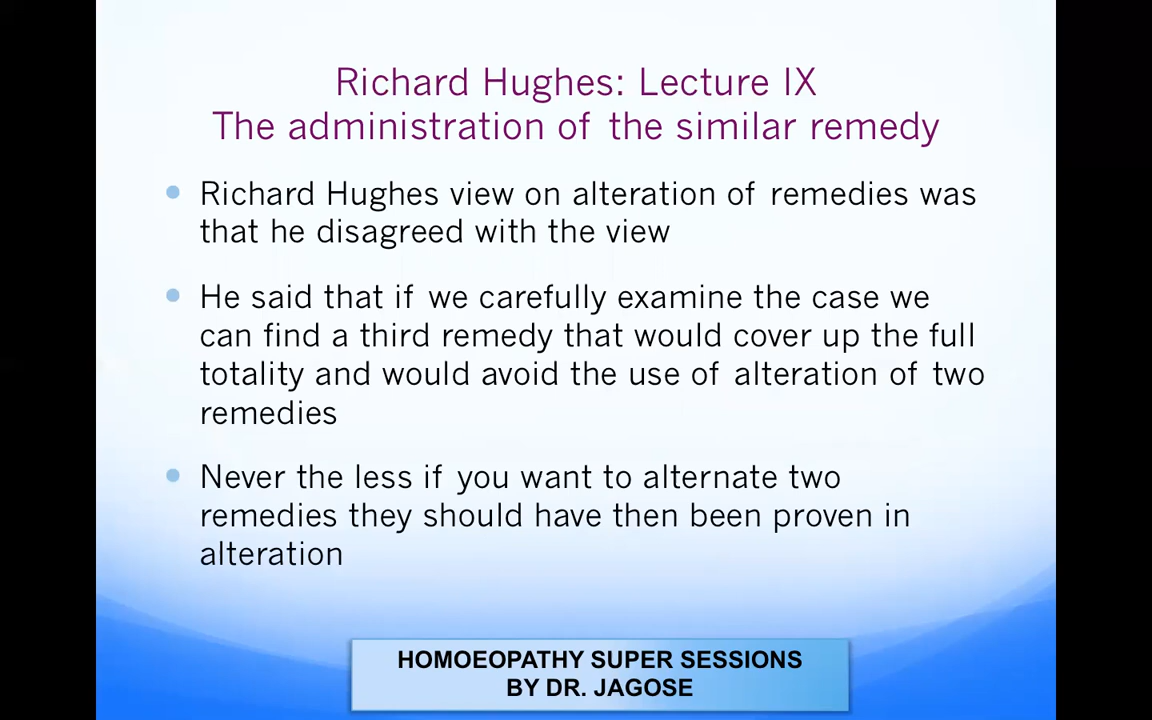 Richard Hughes: Lecture IX
The administration of the similar remedy
Richard Hughes view on alteration of remedies was
that he disagreed with the view
He said that if we carefully examine the case we
can find a third remedy that would cover up the full
totality and would avoid the use of alteration of two
remedies
Never the less if you want to alternate two
remedies they should have then been proven in
alteration
HOMOEOPATHY SUPER SESSIONS
BY DR. JAGOSE